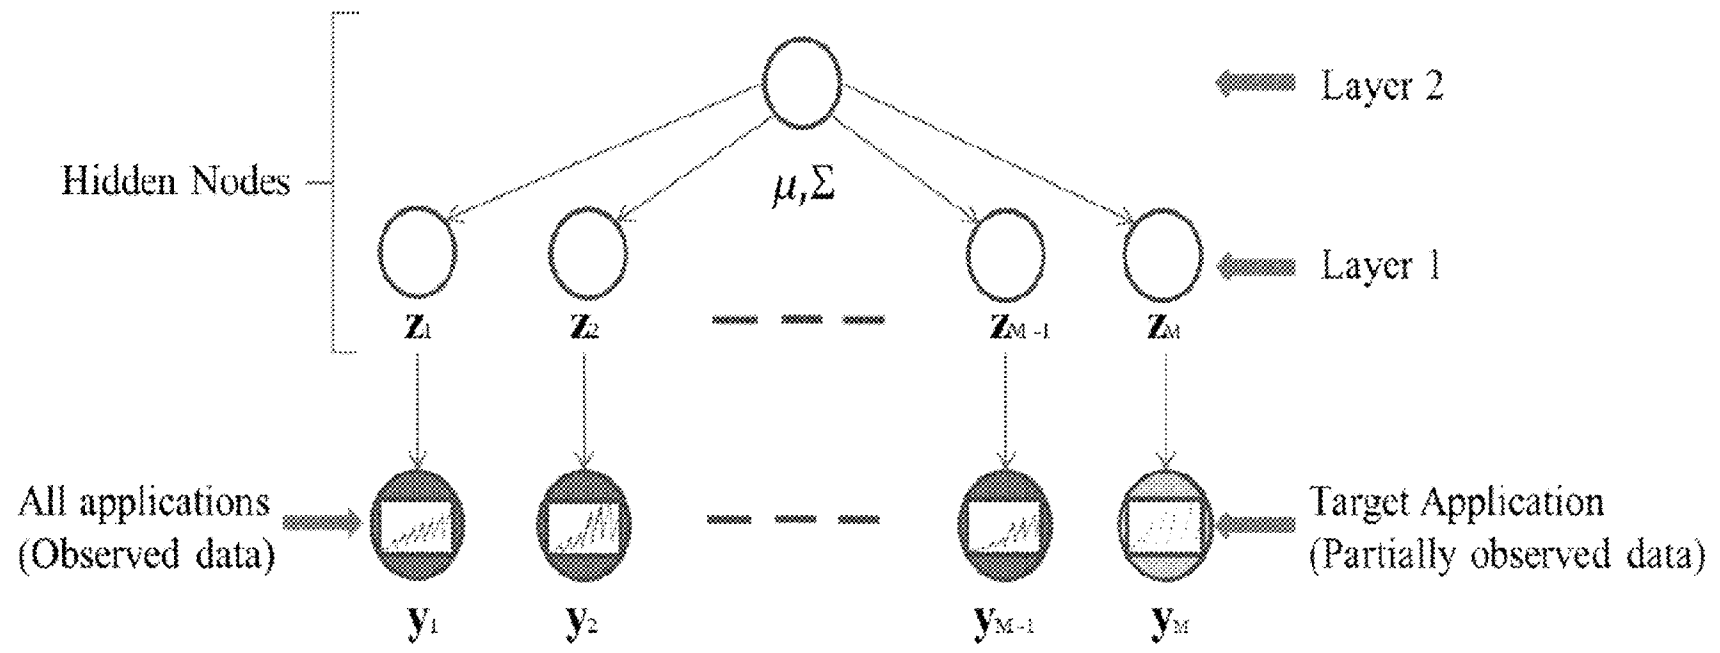 Layer 2
Hidden Nodes
μ,Σ
Layer 1
z1 z2 zM-1 zM
All applications
(Observed data)
Target Application
(Partially observed data)
y1 y2 yM-1 yM